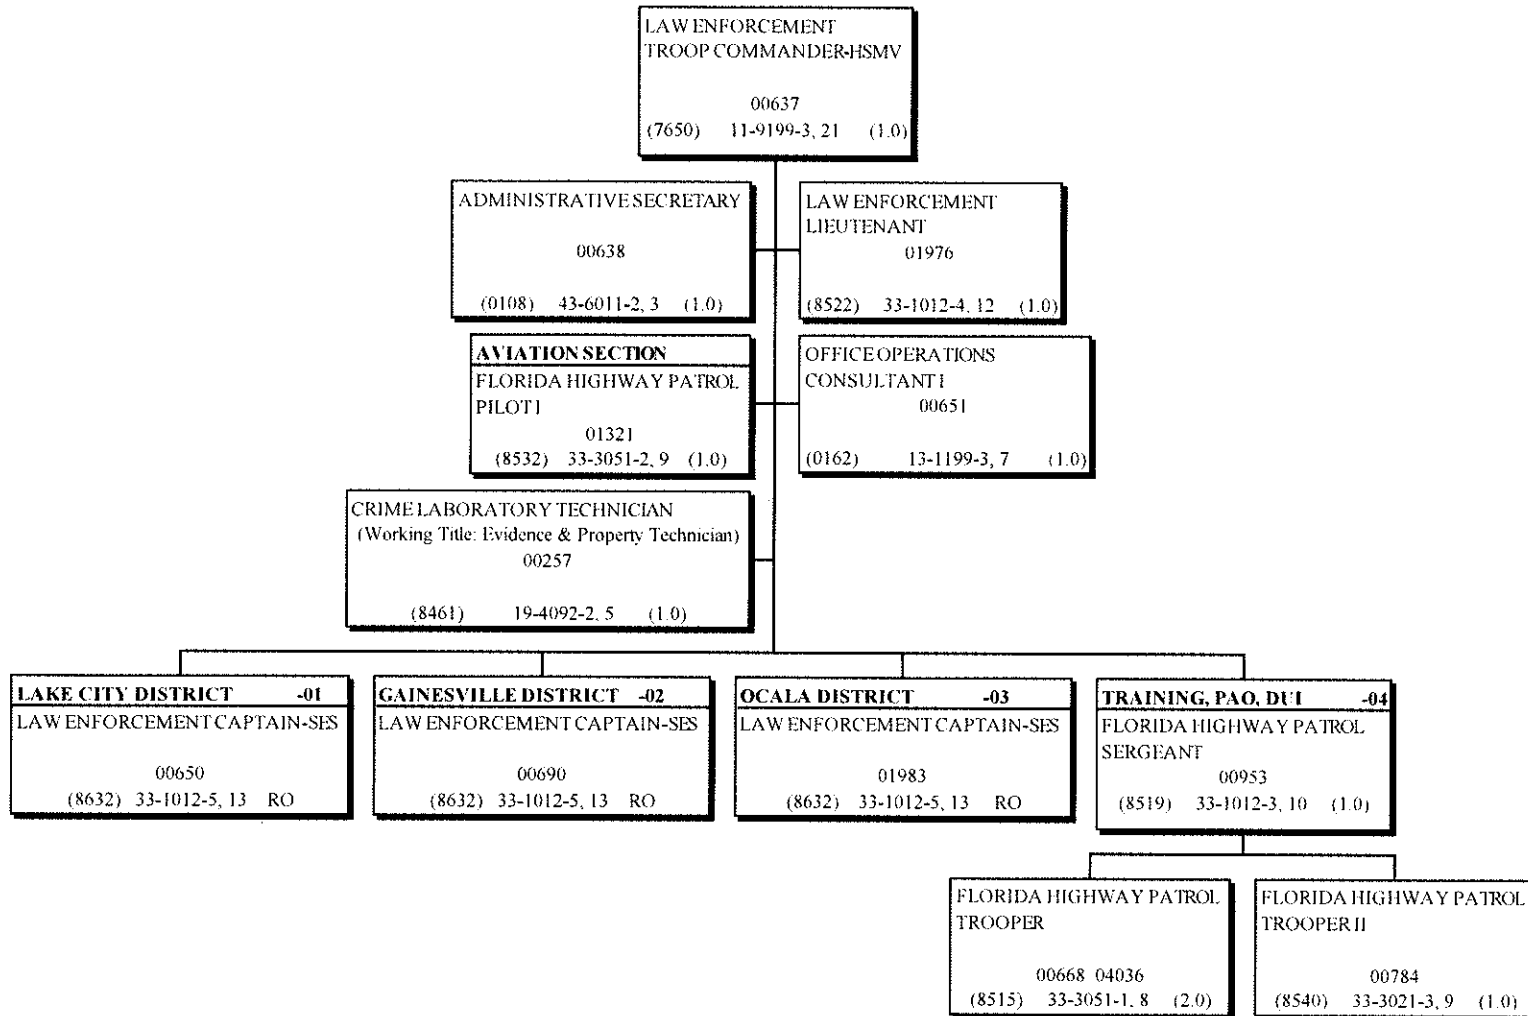 LAW ENFORCEMENT
TROOP COMMANDER-HSMV
00637
(7650) 11-9199-3, 21 (1.0)
ADMINISTRATIVE SECRETARY
00638
(0108) 43-6011-2, 3 (1.0)
LAW ENFORCEMENT
LIEUTENANT
01976
(8522) 33-1012-4, 12 (1.0)
AVIATION SECTION
FLORIDA HIGHWAY PATROL
PILOT I
01321
(8532) 33-3051-2, 9 (1.0)
OFFICE OPERATIONS
CONSULTANT I
00651
(0162) 13-1199-3, 7 (1.0)
CRIME LABORATORY TECHNICIAN
(Working Title: Evidence & Property Technician)
00257
(8461) 19-4092-2, 5 (1.0)
LAKE CITY DISTRICT -01
LAW ENFORCEMENT CAPTAIN-SES
00650
(8632) 33-1012-5, 13 RO
GAINESVILLE DISTRICT -02
LAW ENFORCEMENT CAPTAIN-SES
00690
(8632) 33-1012-5, 13 RO
OCALA DISTRICT -03
LAW ENFORCEMENT CAPTAIN-SES
01983
(8632) 33-1012-5, 13 RO
TRAINING, PAO, DUI -04
FLORIDA HIGHWAY PATROL
SERGEANT
00953
(8519) 33-1012-3, 10 (1.0)
FLORIDA HIGHWAY PATROL
TROOPER
00668 04036
(8515) 33-3051-1, 8 (2.0)
FLORIDA HIGHWAY PATROL
TROOPER II
00784
(8540) 33-3021-3, 9 (1.0)